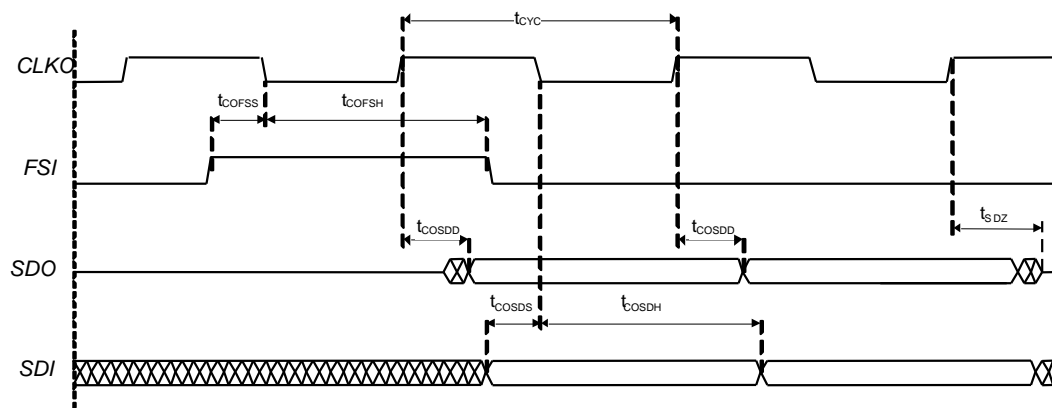 tCYC
CLKO
tCOFSS tCOFSH
FSI
tSDZ
tCOSDD tCOSDD
SDO
tCOSDS tCOSDH
SDI